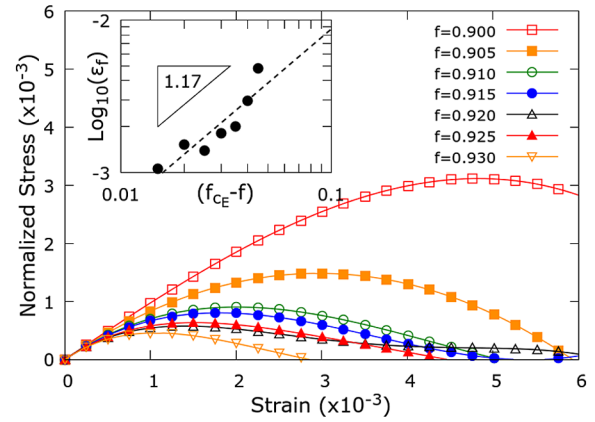 Normalized Stress (x10-3)
6
5
4
3
2
1
0
0 1 2 3 4 5 6
Strain (x10-3)
f=0.900
f=0.905
f=0.910
f=0.915
f=0.920
f=0.925
f=0.930
Log10(εf)
-2
-3
1.17
0.01 0.1
(fcE-f)